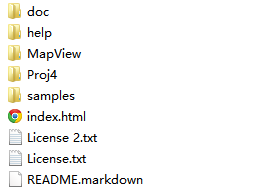 doc
help
MapView
Proj4
samples
index.html
License 2.txt
License.txt
README.markdown